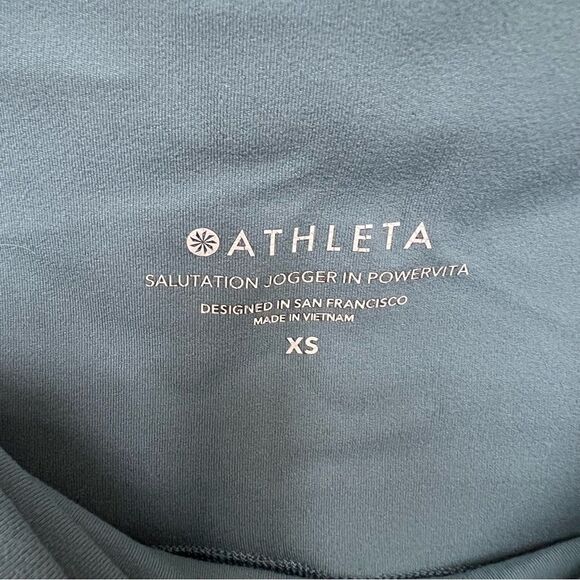 ATHLETA
SALUTATION JOGGER IN POWERVITA
DESIGNED IN SAN FRANCISCO
MADE IN VIETNAM
XS